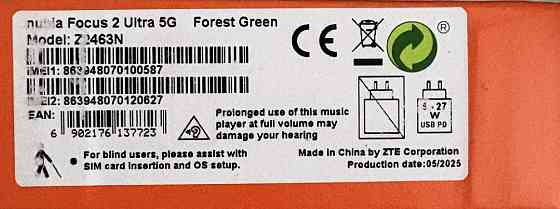 nubia Focus 2 Ultra 5G Forest Green
Model: Z2463N
IMEI1: 863948070100587
IMEI2: 863948070120627
EAN:
6 902176 137723
Prolonged use of this music
player at full volume may
damage your hearing
For blind users, please assist with
SIM card insertion and OS setup.
CE
®
5 - 27
W
USB PD
Made in China by ZTE Corporation
Production date: 05/2025